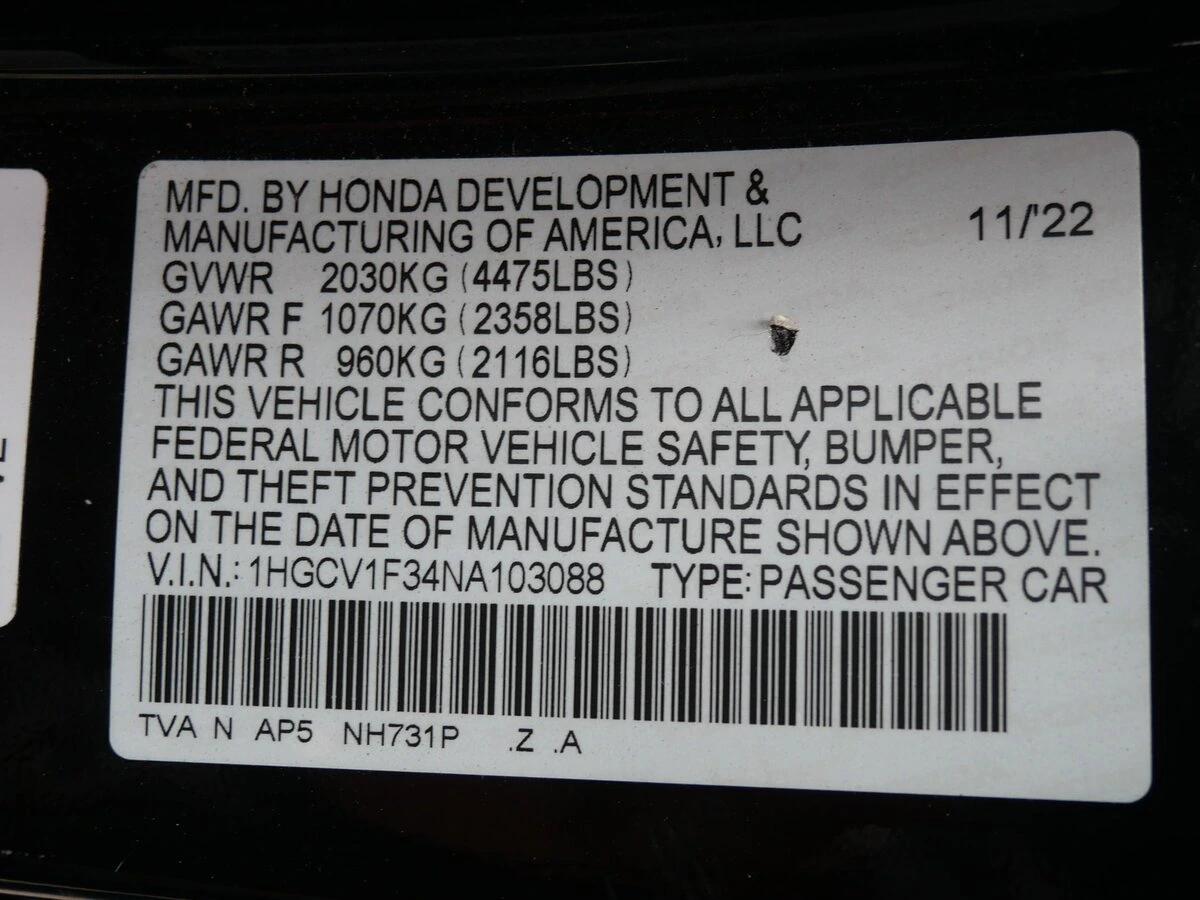 MFD. BY HONDA DEVELOPMENT &
MANUFACTURING OF AMERICA, LLC 11/'22
GVWR 2030KG (4475LBS)
GAWR F 1070KG (2358LBS)
GAWR R 960KG (2116LBS)
THIS VEHICLE CONFORMS TO ALL APPLICABLE
FEDERAL MOTOR VEHICLE SAFETY, BUMPER,
AND THEFT PREVENTION STANDARDS IN EFFECT
ON THE DATE OF MANUFACTURE SHOWN ABOVE.
V.I.N.: 1HGCV1F34NA103088 TYPE: PASSENGER CAR
TVA N AP5 NH731P .Z .A